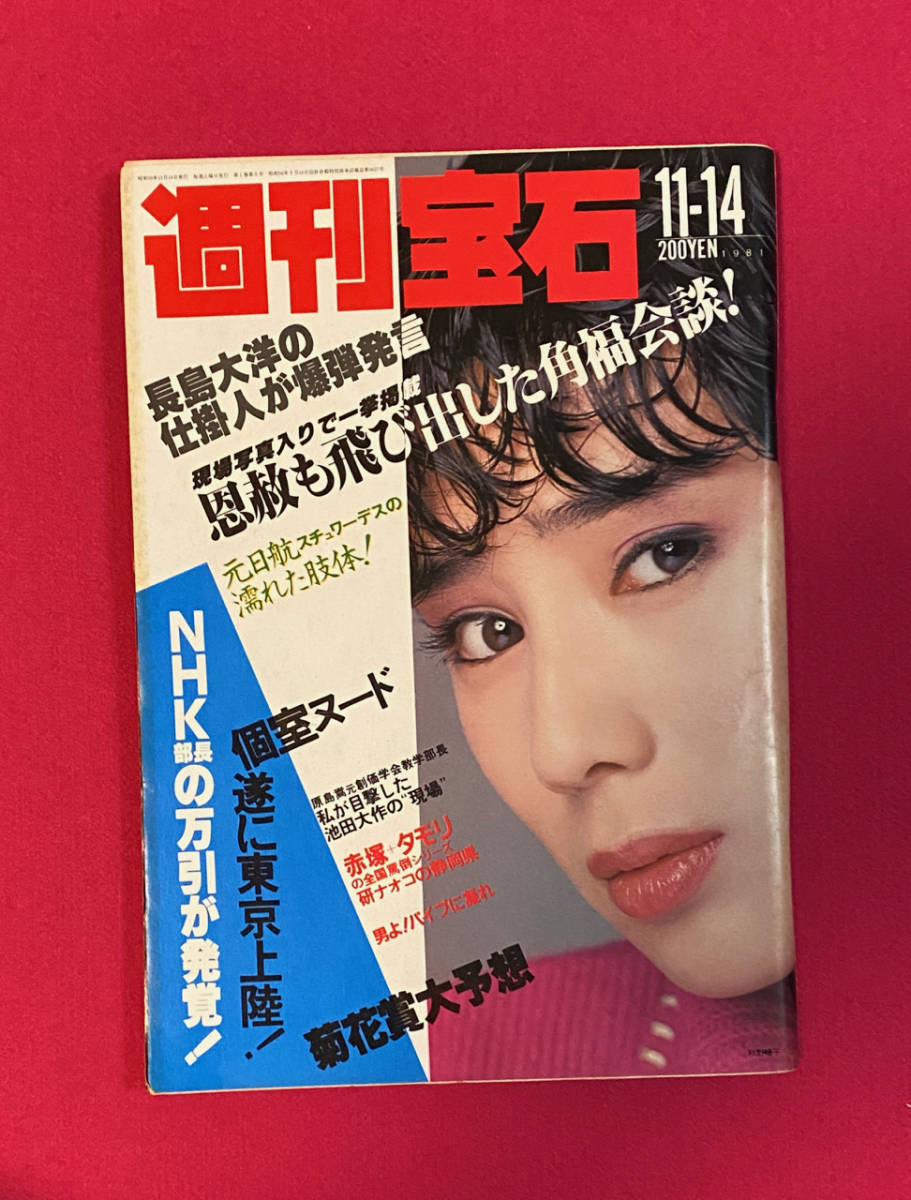 週刊宝石
11-14
200YEN 1981
長島大洋の
仕掛人が爆弾発言
現場写真入りで一挙掲載
恩赦も飛び出した角福会談!
元日航スチュワーデスの
濡れた肢体!
NHK部長の万引が発覚!
個室ヌード
遂に東京上陸!
原島嵩元創価学会教学部長
私が目撃した
池田大作の"現場"
赤塚+タモリ
の全国罵倒シリーズ
研ナオコの静岡県
男よ!パイプに凝れ
菊花賞大予想